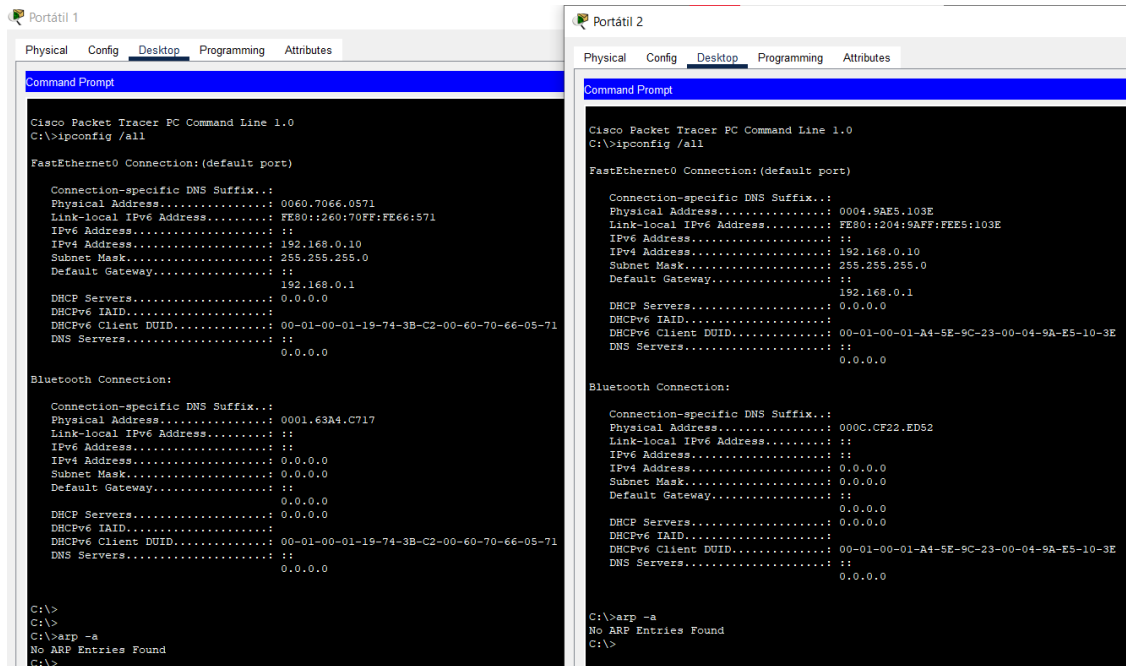 Portátil 1
Physical Config Desktop Programming Attributes
Command Prompt
Cisco Packet Tracer PC Command Line 1.0
C:\>ipconfig /all
FastEthernet0 Connection:(default port)
Connection-specific DNS Suffix..:
Physical Address................: 0060.7066.0571
Link-local IPv6 Address.........: FE80::260:70FF:FE66:571
IPv6 Address....................: ::
IPv4 Address....................: 192.168.0.10
Subnet Mask.....................: 255.255.255.0
Default Gateway.................: ::
192.168.0.1
DHCP Servers....................: 0.0.0.0
DHCPv6 IAID.....................:
DHCPv6 Client DUID..............: 00-01-00-01-19-74-3B-C2-00-60-70-66-05-71
DNS Servers.....................: ::
0.0.0.0
Bluetooth Connection:
Connection-specific DNS Suffix..:
Physical Address................: 0001.63A4.C717
Link-local IPv6 Address.........: ::
IPv6 Address....................: ::
IPv4 Address....................: 0.0.0.0
Subnet Mask.....................: 0.0.0.0
Default Gateway.................: ::
0.0.0.0
DHCP Servers....................: 0.0.0.0
DHCPv6 IAID.....................:
DHCPv6 Client DUID..............: 00-01-00-01-19-74-3B-C2-00-60-70-66-05-71
DNS Servers.....................: ::
0.0.0.0
C:\>
C:\>
C:\>arp -a
No ARP Entries Found
C:\>
Portátil 2
Physical Config Desktop Programming Attributes
Command Prompt
Cisco Packet Tracer PC Command Line 1.0
C:\>ipconfig /all
FastEthernet0 Connection:(default port)
Connection-specific DNS Suffix..:
Physical Address................: 0004.9AE5.103E
Link-local IPv6 Address.........: FE80::204:9AFF:FEE5:103E
IPv6 Address....................: ::
IPv4 Address....................: 192.168.0.10
Subnet Mask.....................: 255.255.255.0
Default Gateway.................: ::
192.168.0.1
DHCP Servers....................: 0.0.0.0
DHCPv6 IAID.....................:
DHCPv6 Client DUID..............: 00-01-00-01-A4-5E-9C-23-00-04-9A-E5-10-3E
DNS Servers.....................: ::
0.0.0.0
Bluetooth Connection:
Connection-specific DNS Suffix..:
Physical Address................: 000C.CF22.ED52
Link-local IPv6 Address.........: ::
IPv6 Address....................: ::
IPv4 Address....................: 0.0.0.0
Subnet Mask.....................: 0.0.0.0
Default Gateway.................: ::
0.0.0.0
DHCP Servers....................: 0.0.0.0
DHCPv6 IAID.....................:
DHCPv6 Client DUID..............: 00-01-00-01-A4-5E-9C-23-00-04-9A-E5-10-3E
DNS Servers.....................: ::
0.0.0.0
C:\>arp -a
No ARP Entries Found
C:\>